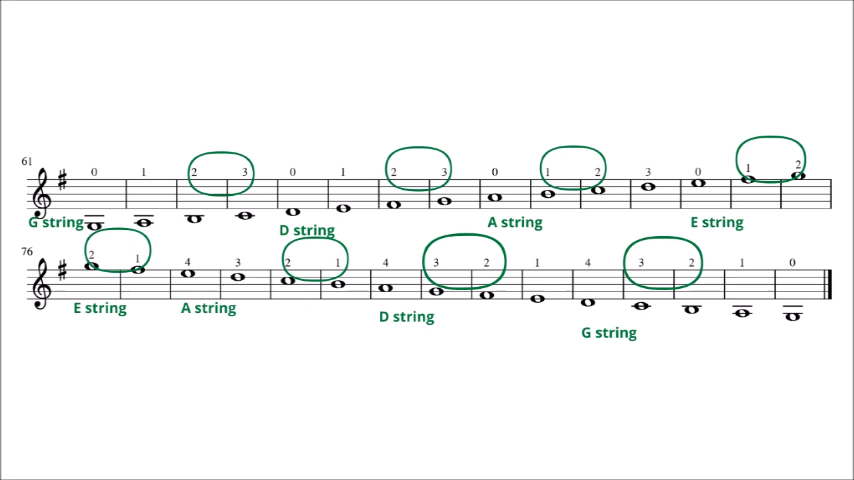 61 0 1 2 3 0 1 2 3 0 1 2 3 0 1 2
G string D string A string E string
76 2 1 4 3 2 1 4 3 2 1 4 3 2 1 0
E string A string D string G string